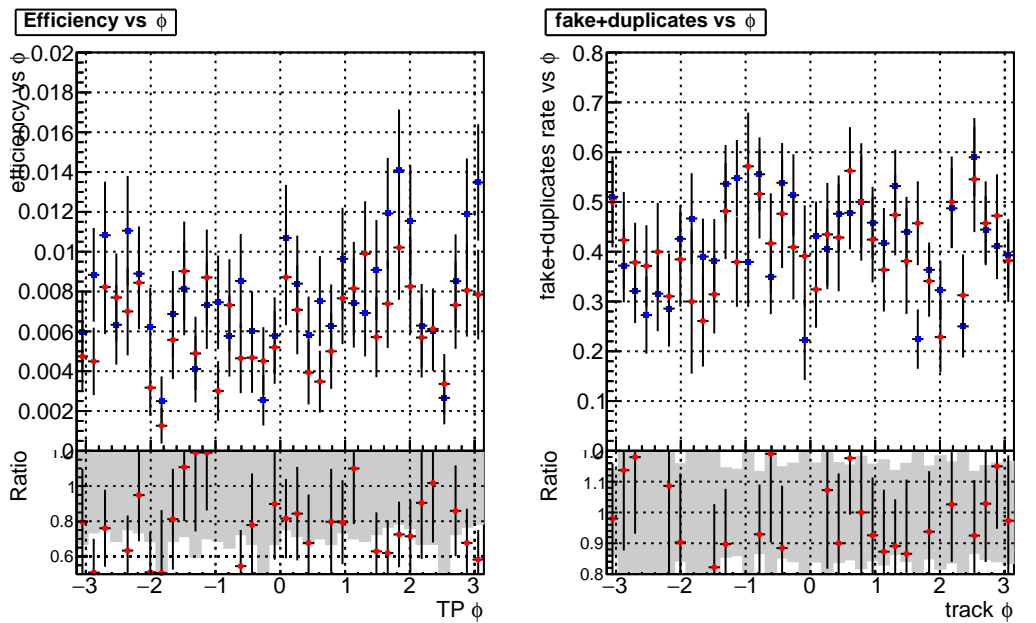 Efficiency vs ϕ
efficiency vs ϕ
0.02
0.018
0.016
0.014
0.012
0.01
0.008
0.006
0.004
0.002
0
Ratio
1
0.8
0.6
−3 −2 −1 0 1 2 3
TP ϕ
fake+duplicates vs ϕ
fake+duplicates rate vs ϕ
0.8
0.7
0.6
0.5
0.4
0.3
0.2
0.1
0
Ratio
1.1
1
0.9
0.8
−3 −2 −1 0 1 2 3
track ϕ